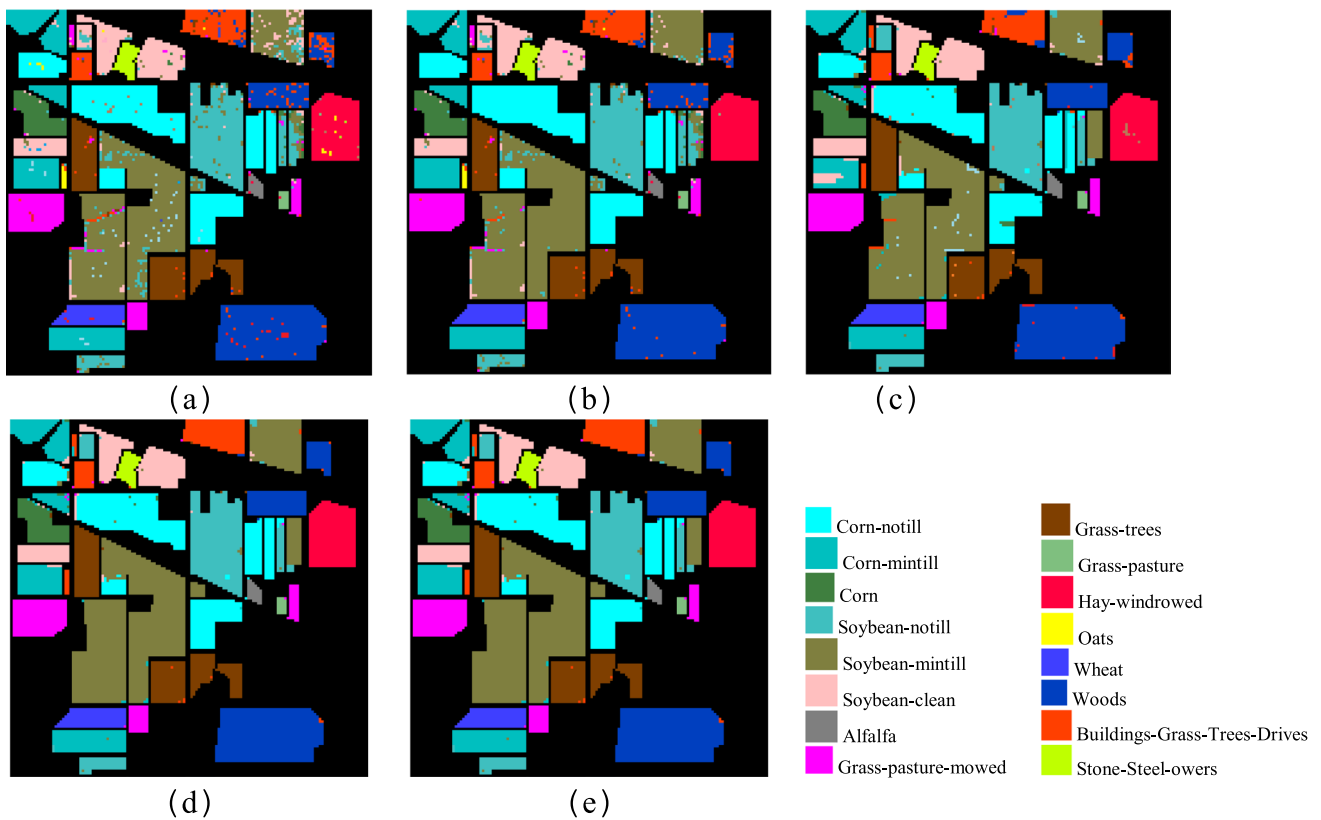 (a)
(b)
(c)
(d)
(e)
Corn-notill
Corn-mintill
Corn
Soybean-notill
Soybean-mintill
Soybean-clean
Alfalfa
Grass-pasture-mowed
Grass-trees
Grass-pasture
Hay-windrowed
Oats
Wheat
Woods
Buildings-Grass-Trees-Drives
Stone-Steel-owers